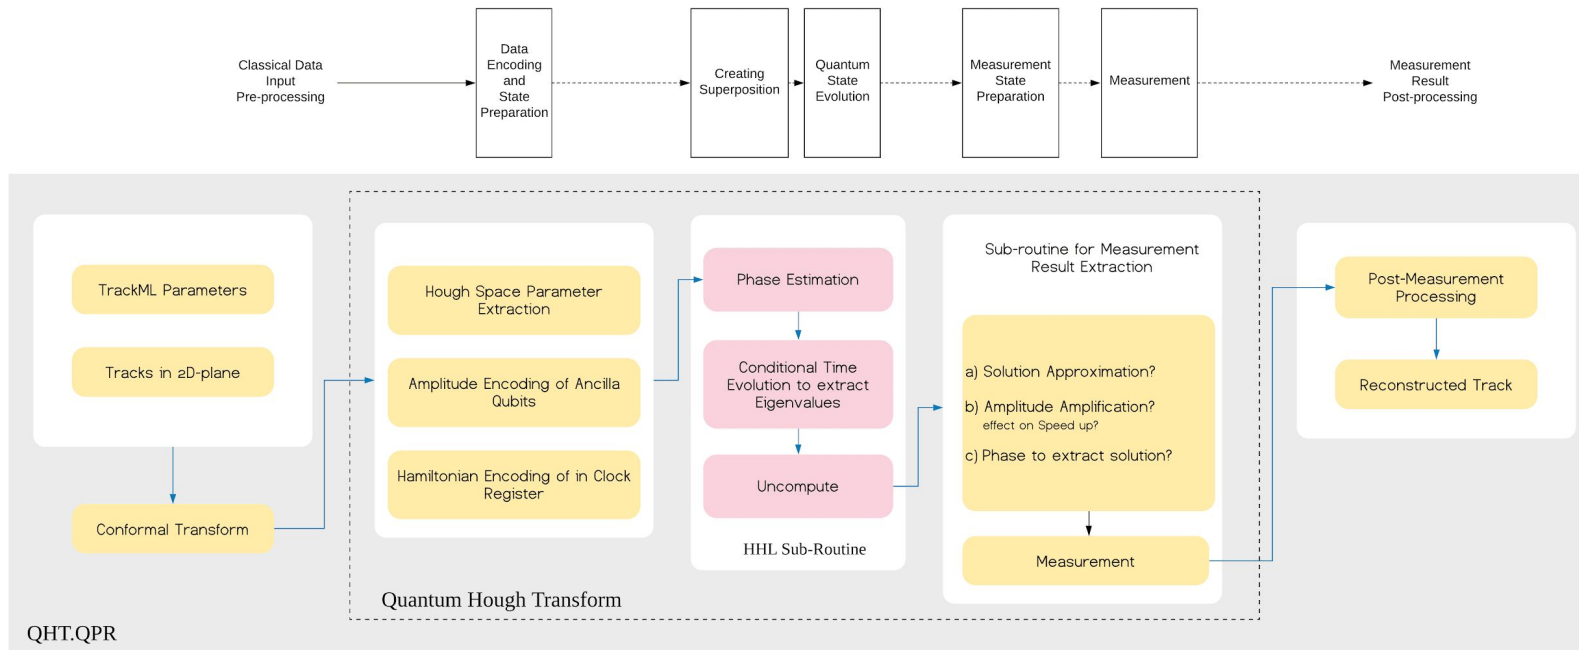 Classical Data
Input
Pre-processing
Data
Encoding
and
State
Preparation
Creating
Superposition
Quantum
State
Evolution
Measurement
State
Preparation
Measurement
Measurement
Result
Post-processing
TrackML Parameters
Tracks in 2D-plane
Conformal Transform
Hough Space Parameter
Extraction
Amplitude Encoding of Ancilla
Qubits
Hamiltonian Encoding of in Clock
Register
Phase Estimation
Conditional Time
Evolution to extract
Eigenvalues
Uncompute
HHL Sub-Routine
Sub-routine for Measurement
Result Extraction
a) Solution Approximation?
b) Amplitude Amplification?
effect on Speed up?
c) Phase to extract solution?
Measurement
Post-Measurement
Processing
Reconstructed Track
Quantum Hough Transform
QHT.QPR